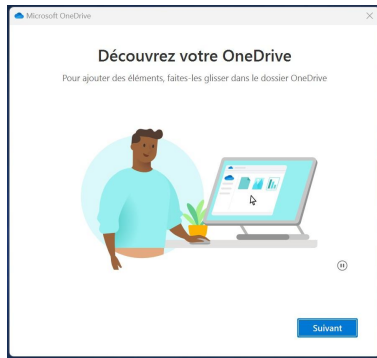 Microsoft OneDrive
Découvrez votre OneDrive
Pour ajouter des éléments, faites-les glisser dans le dossier OneDrive
Suivant